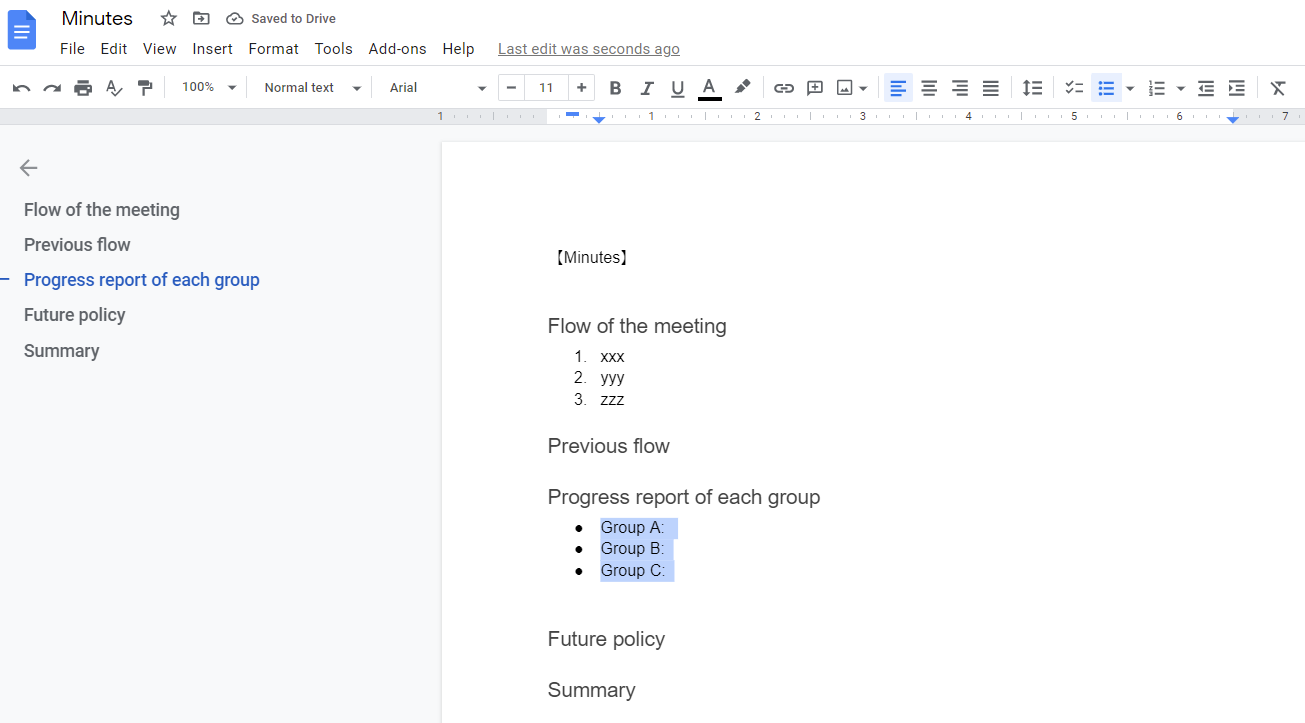 Minutes
Saved to Drive
File Edit View Insert Format Tools Add-ons Help Last edit was seconds ago
100% Normal text Arial 11 B I U A
1 1 2 3 4 5 6 7
Flow of the meeting
Previous flow
Progress report of each group
Future policy
Summary
【Minutes】
Flow of the meeting
1. xxx
2. yyy
3. zzz
Previous flow
Progress report of each group
● Group A:
● Group B:
● Group C:
Future policy
Summary